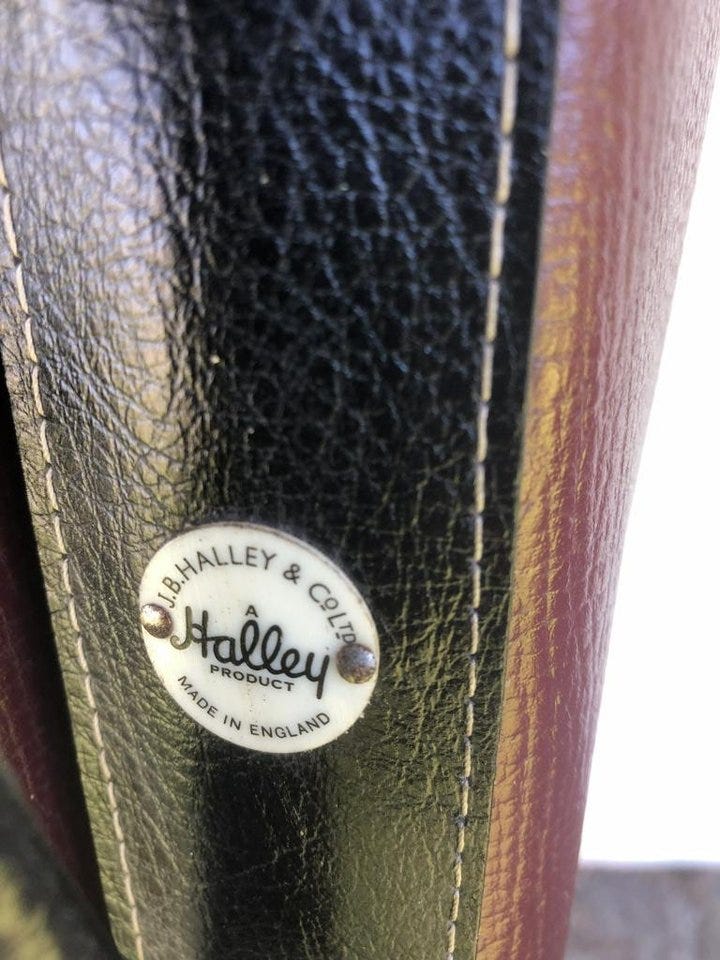 J.B.HALLEY & CO LTD
A
Halley
PRODUCT
MADE IN ENGLAND